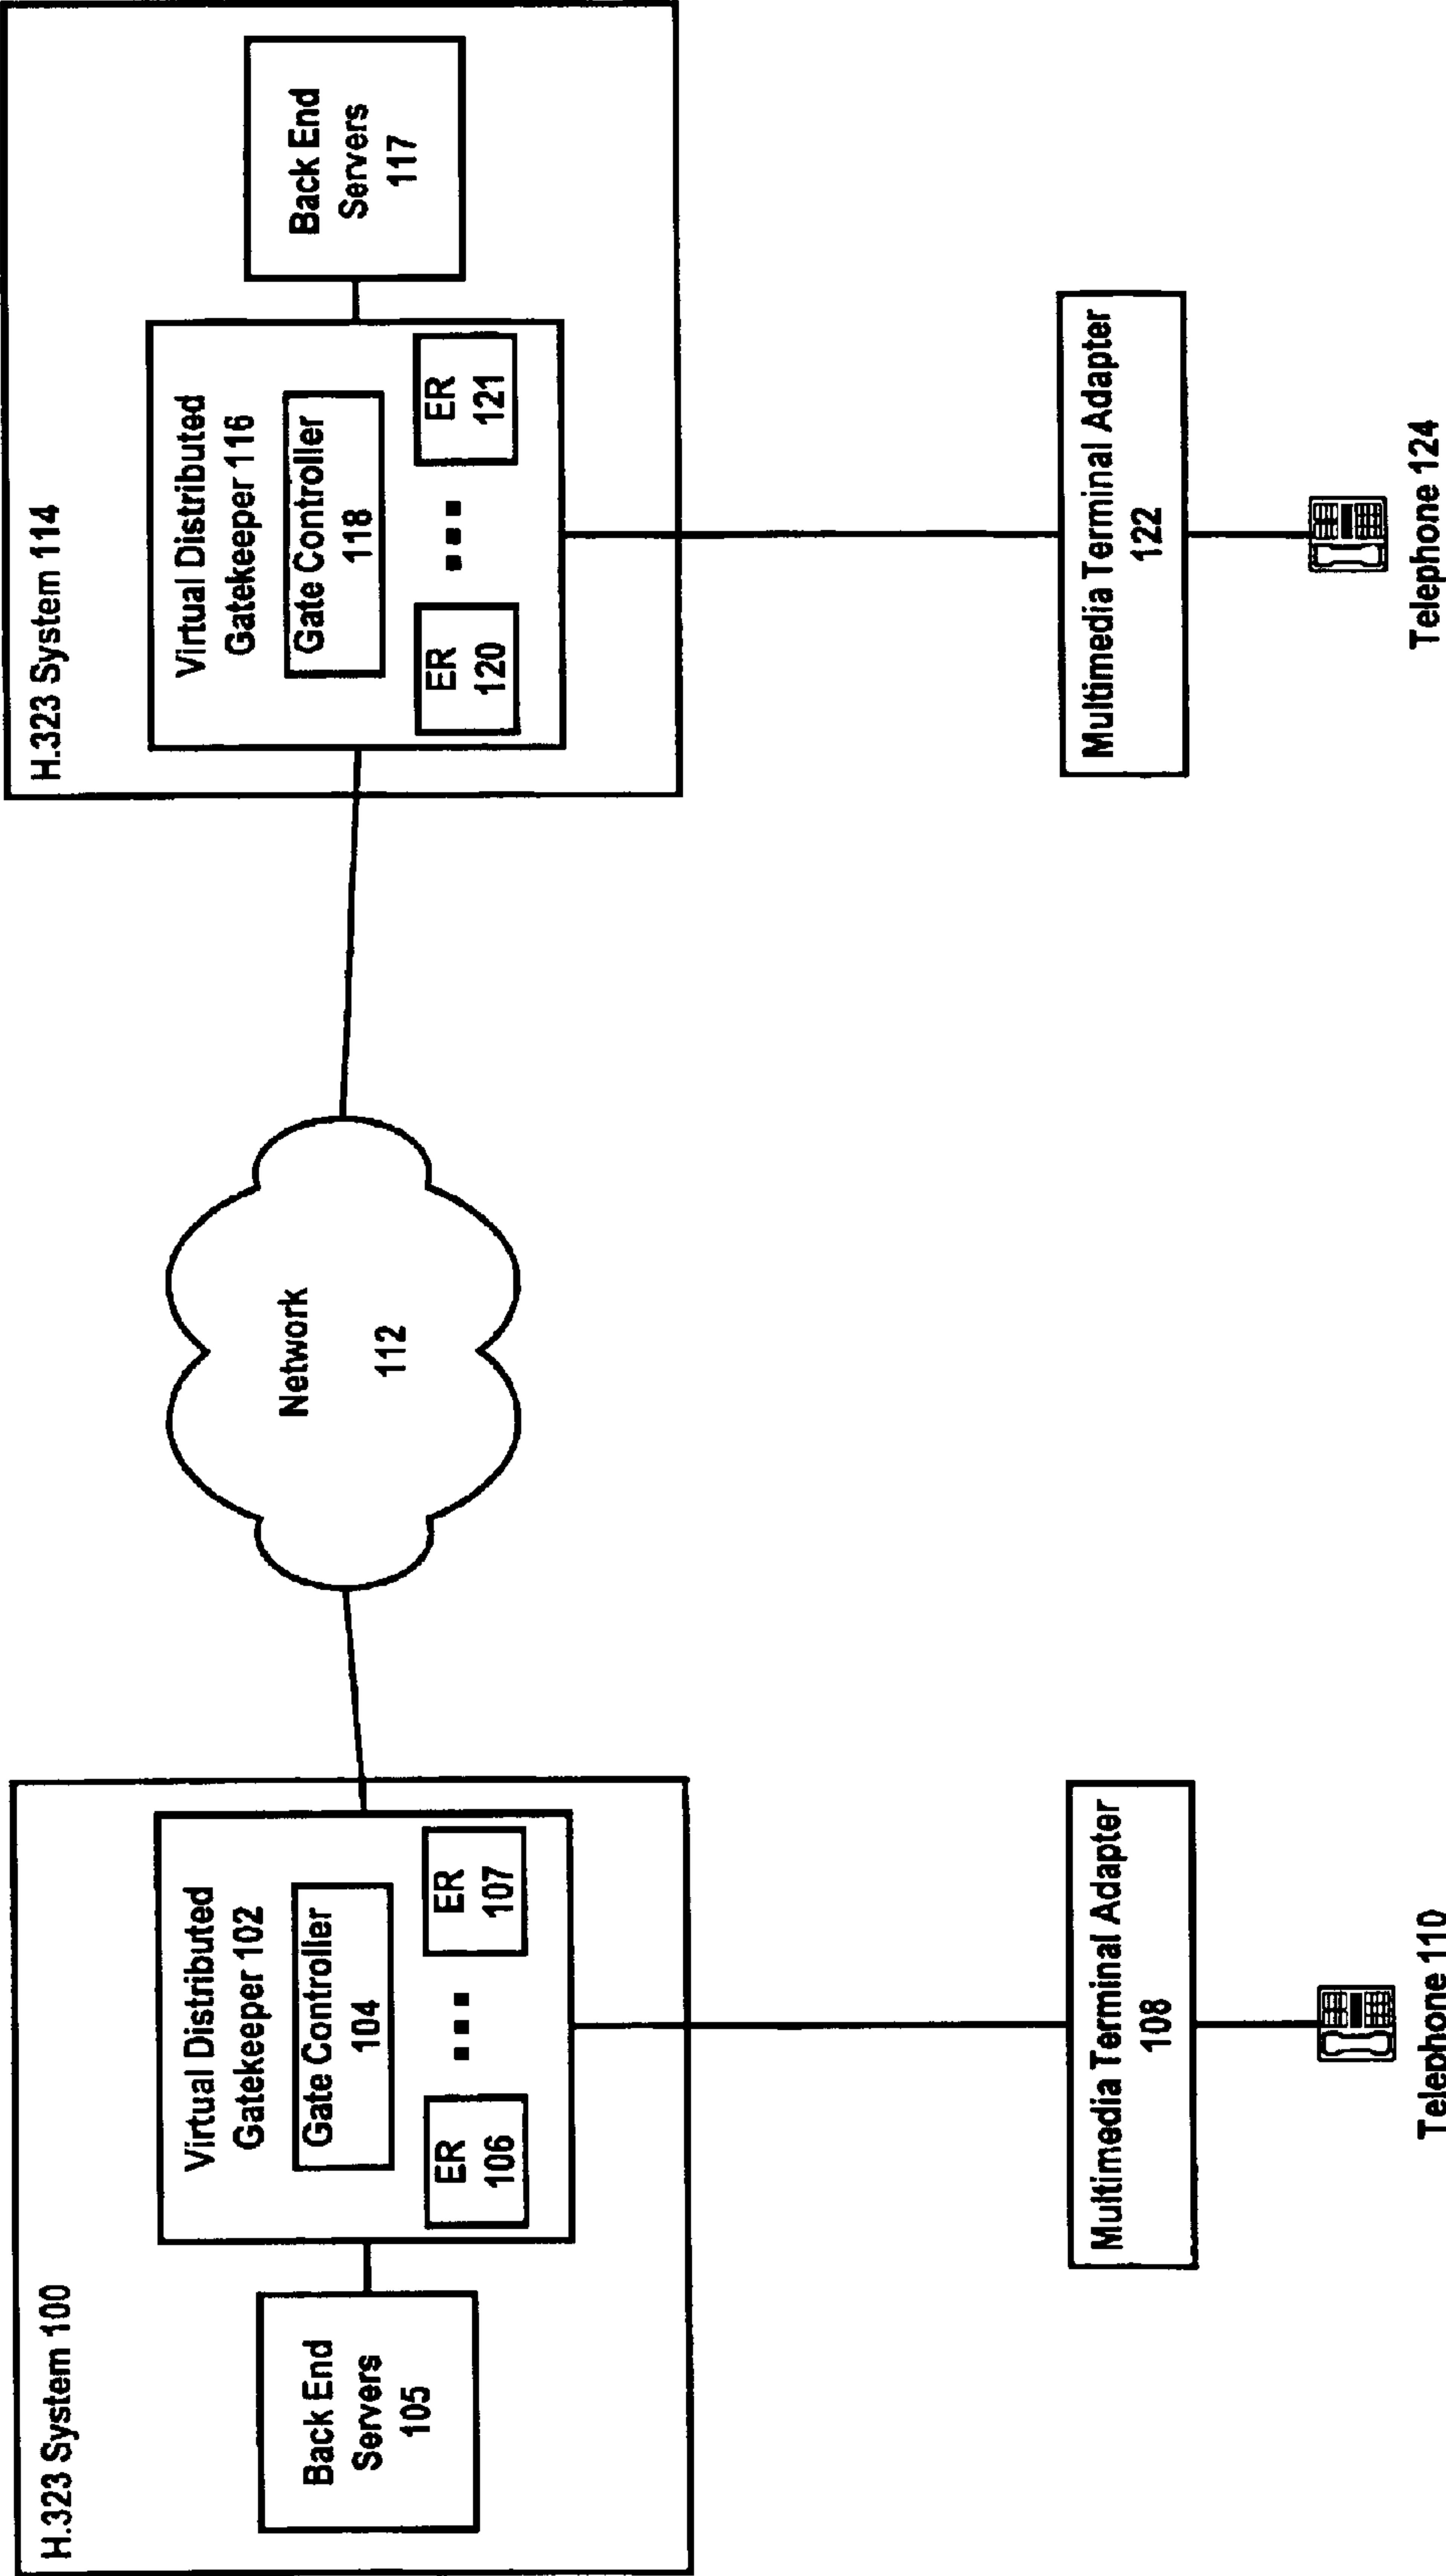 H.323 System 100
Back End
Servers
105
Virtual Distributed
Gatekeeper 102
Gate Controller
104
ER
106
ER
107
Multimedia Terminal Adapter
108
Telephone 110
Network
112
H.323 System 114
Virtual Distributed
Gatekeeper 116
Gate Controller
118
ER
120
ER
121
Back End
Servers
117
Multimedia Terminal Adapter
122
Telephone 124